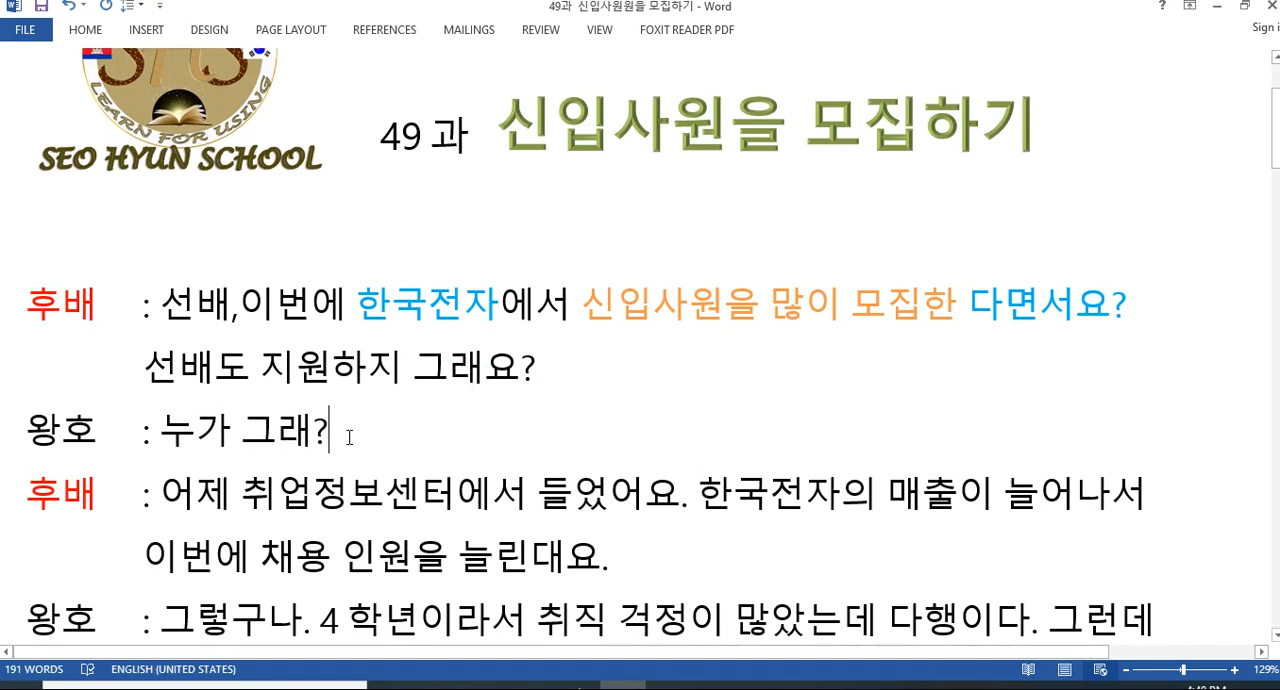 49과 신입사원원을 모집하기 - Word
FILE HOME INSERT DESIGN PAGE LAYOUT REFERENCES MAILINGS REVIEW VIEW FOXIT READER PDF
Sign i
LEARN FOR USING
SEO HYUN SCHOOL
49 과 신입사원을 모집하기
후배 : 선배,이번에 한국전자에서 신입사원을 많이 모집한 다면서요?
선배도 지원하지 그래요?
왕호 : 누가 그래?
후배 : 어제 취업정보센터에서 들었어요. 한국전자의 매출이 늘어나서
이번에 채용 인원을 늘린대요.
왕호 : 그렇구나. 4 학년이라서 취직 걱정이 많았는데 다행이다. 그런데
191 WORDS ENGLISH (UNITED STATES) 129%